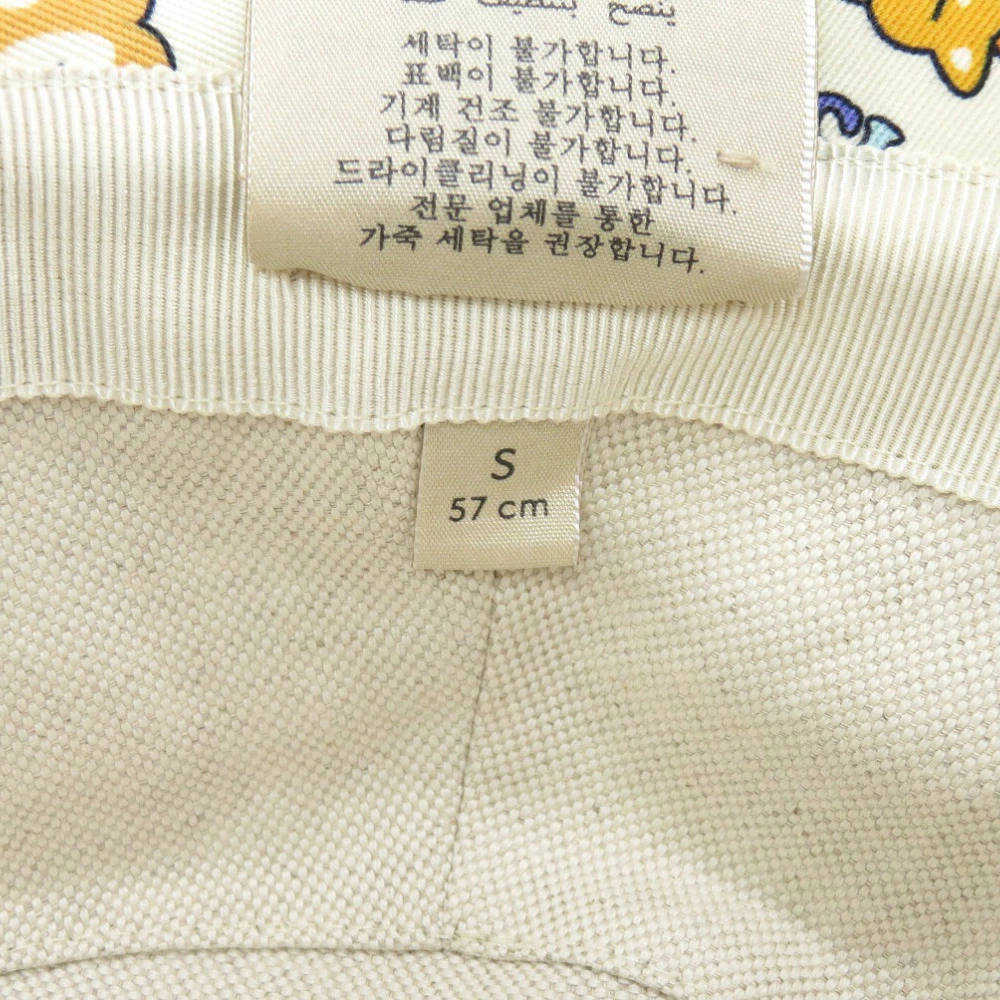 ينصح بتنظيف
세탁이 불가합니다.
표백이 불가합니다.
기계 건조 불가합니다.
다림질이 불가합니다.
드라이클리닝이 불가합니다.
전문 업체를 통한
가죽 세탁을 권장합니다.
S
57 cm